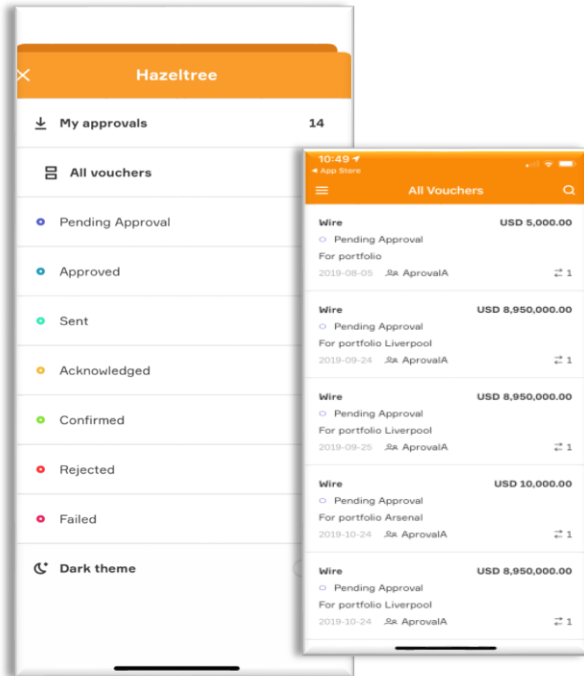 Hazeltree
My approvals 14
All vouchers
Pending Approval
Approved
Sent
Acknowledged
Confirmed
Rejected
Failed
Dark theme
10:49
App Store
All Vouchers
Wire USD 5,000.00
Pending Approval
For portfolio
2019-08-05 AprovalA 1
Wire USD 8,950,000.00
Pending Approval
For portfolio Liverpool
2019-09-24 AprovalA 1
Wire USD 8,950,000.00
Pending Approval
For portfolio Liverpool
2019-09-25 AprovalA 1
Wire USD 10,000.00
Pending Approval
For portfolio Arsenal
2019-10-24 AprovalA 1
Wire USD 8,950,000.00
Pending Approval
For portfolio Liverpool
2019-10-24 AprovalA 1